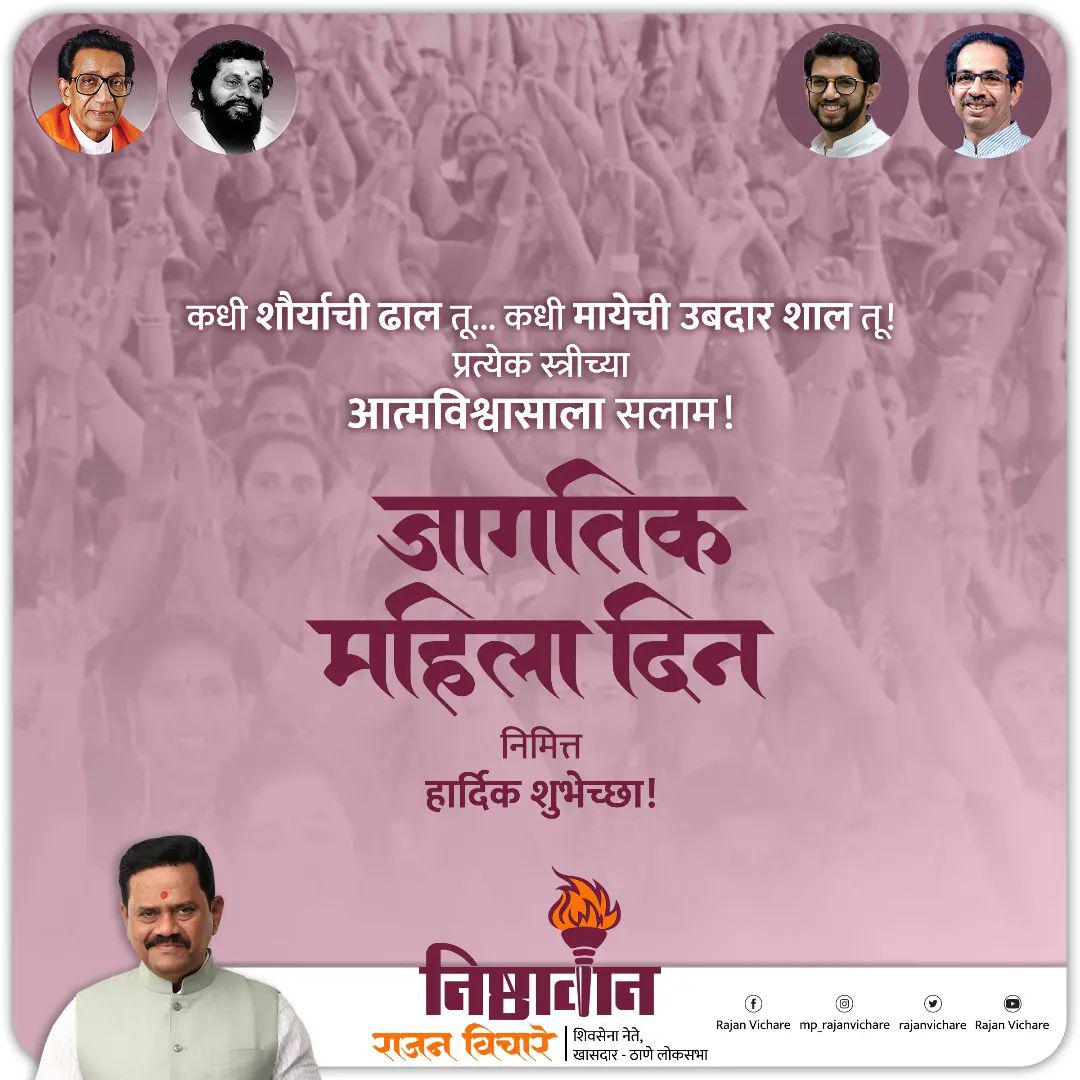 कधी शौर्याची ढाल तू... कधी मायेची उबदार शाल तू!
प्रत्येक स्त्रीच्या
आत्मविश्वासाला सलाम!
जागतिक
महिला दिन
निमित्त
हार्दिक शुभेच्छा!
निष्ठावान
राजन विचारे
शिवसेना नेते,
खासदार - ठाणे लोकसभा
Rajan Vichare mp_rajanvichare rajanvichare Rajan Vichare